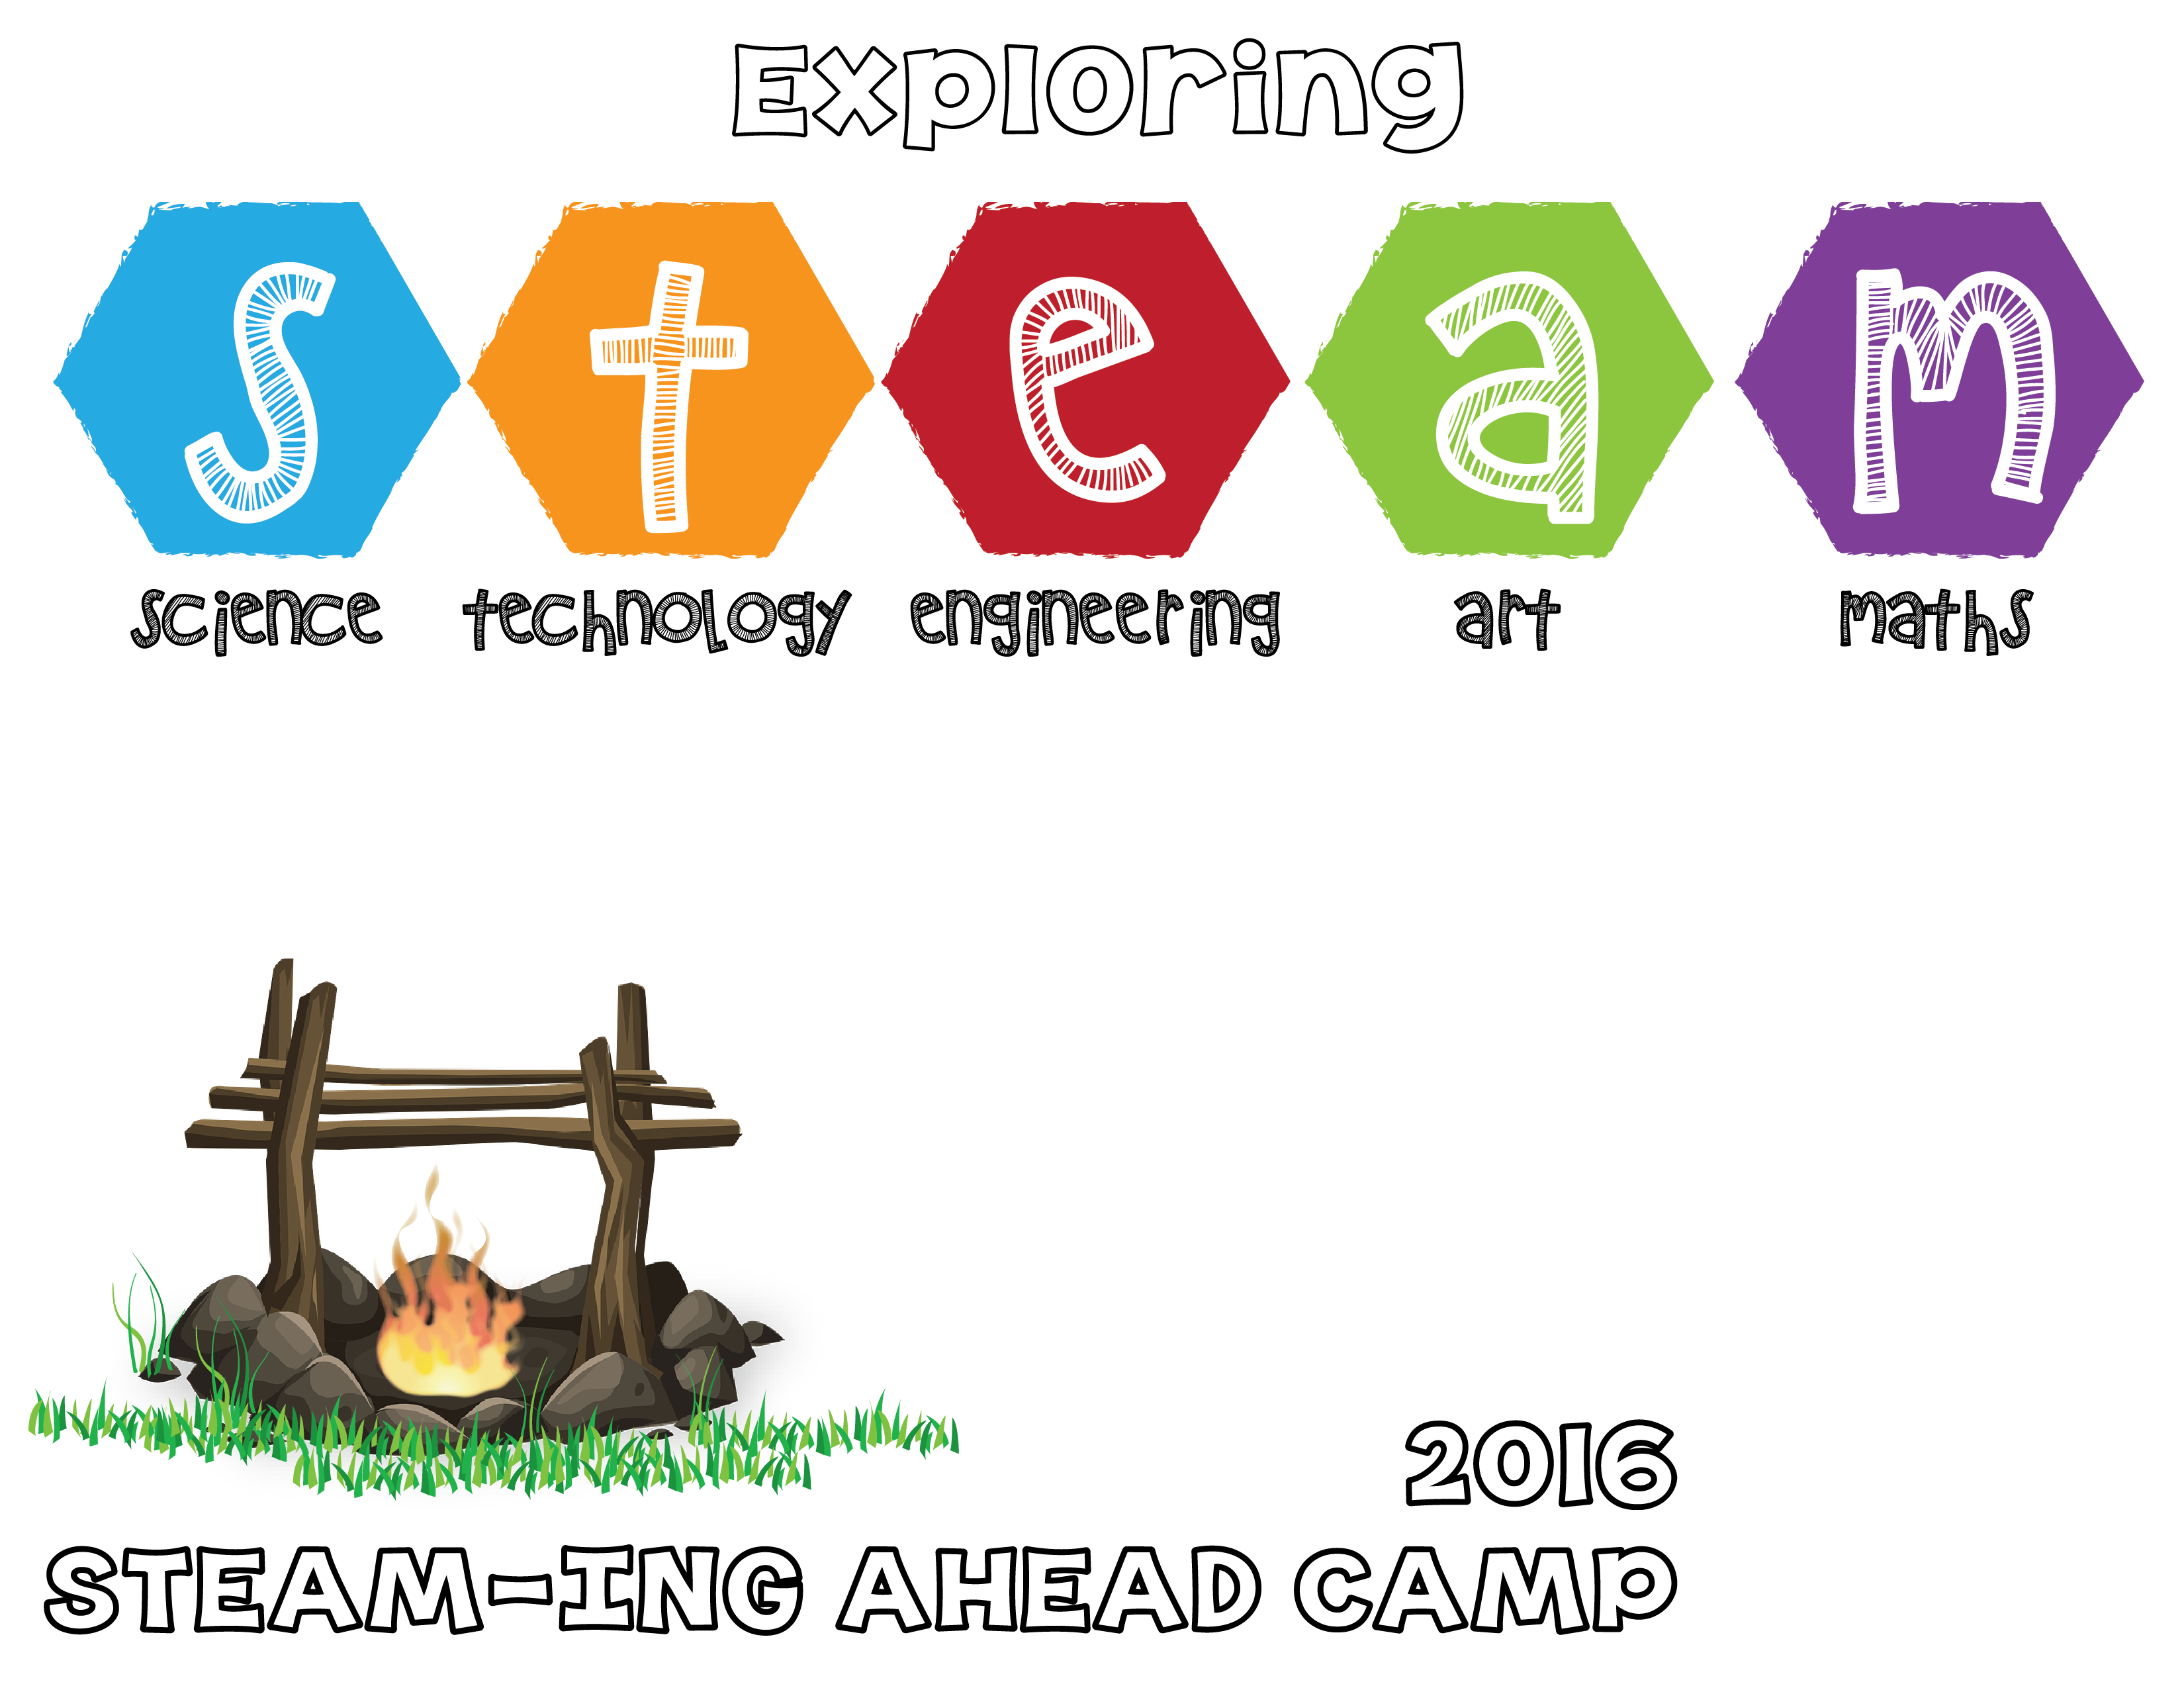 Exploring
s t e a m
science technology engineering art maths
2016
STEAM-ING AHEAD CAMP